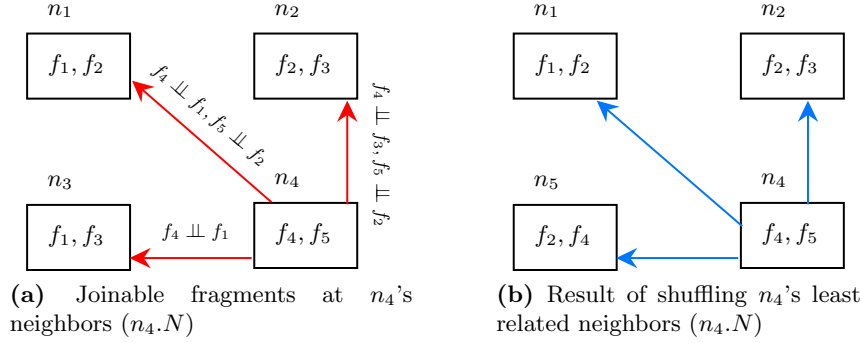 n₁
n₂
f₁, f₂
f₂, f₃
f₄ ⫫ f₁, f₅ ⫫ f₂
f₄ ⫫ f₃, f₅ ⫫ f₂
n₃
n₄
f₁, f₃
f₄ ⫫ f₁
f₄, f₅
(a) Joinable fragments at n₄'s
neighbors (n₄.N)
n₁
n₂
f₁, f₂
f₂, f₃
n₅
n₄
f₂, f₄
f₄, f₅
(b) Result of shuffling n₄'s least
related neighbors (n₄.N)